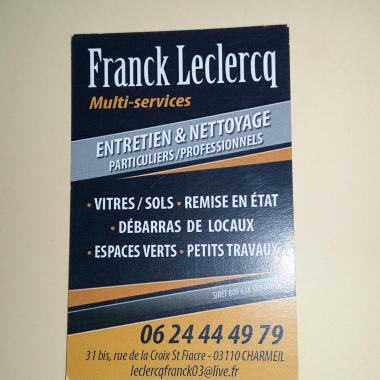 Franck Leclercq
Multi-services
ENTRETIEN & NETTOYAGE
PARTICULIERS/PROFESSIONNELS
• VITRES / SOLS • REMISE EN ÉTAT
• DÉBARRAS DE LOCAUX
• ESPACES VERTS • PETITS TRAVAUX
SIRET
06 24 44 49 79
31 bis, rue de la Croix St Fiacre - 03110 CHARMEIL
leclercqfranck03@live.fr